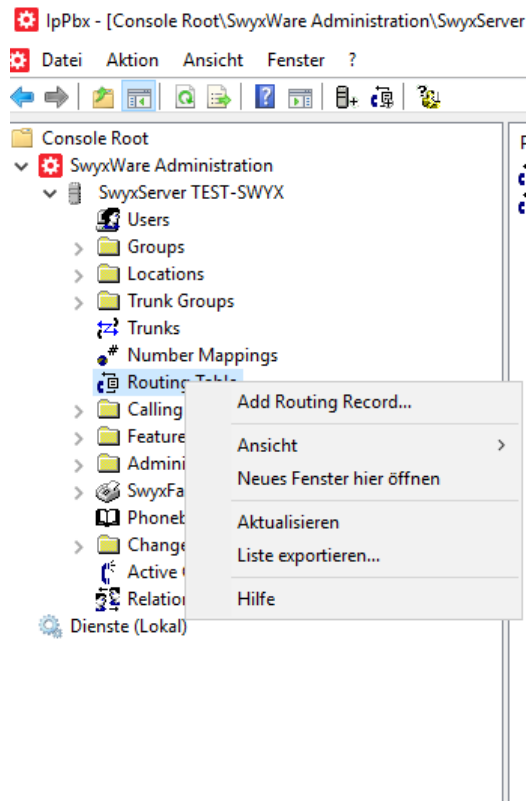 IpPbx - [Console Root\SwyxWare Administration\SwyxServer
Datei Aktion Ansicht Fenster ?
Console Root
SwyxWare Administration
SwyxServer TEST-SWYX
Users
Groups
Locations
Trunk Groups
Trunks
Number Mappings
Routing Table
Calling
Feature
Admini
SwyxFa
Phoneb
Change
Active
Relation
Dienste (Lokal)
Add Routing Record...
Ansicht
Neues Fenster hier öffnen
Aktualisieren
Liste exportieren...
Hilfe